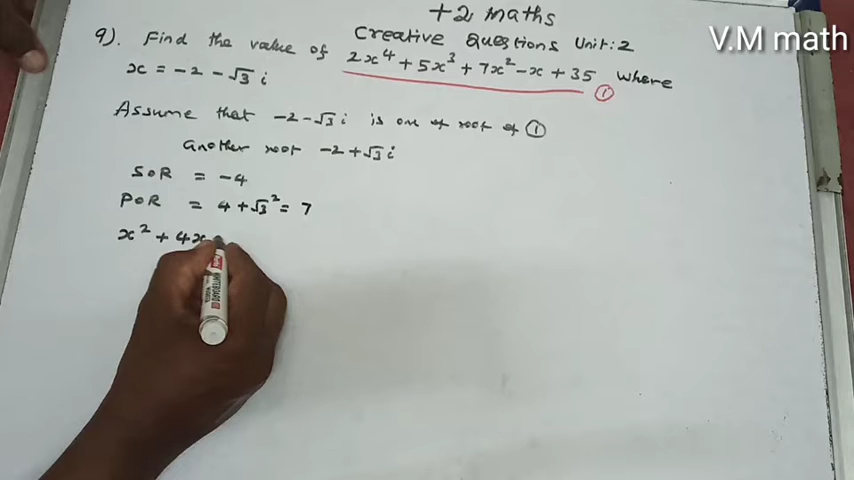 +2 maths
Creative Questions Unit:2
V.M math
9). Find the value of 2x⁴ + 5x³ + 7x² - x + 35 where
x = -2 - √3 i
①
Assume that -2 - √3 i is one of root of ①
another root -2 + √3 i
SOR = -4
POR = 4 + √3² = 7
x² + 4x